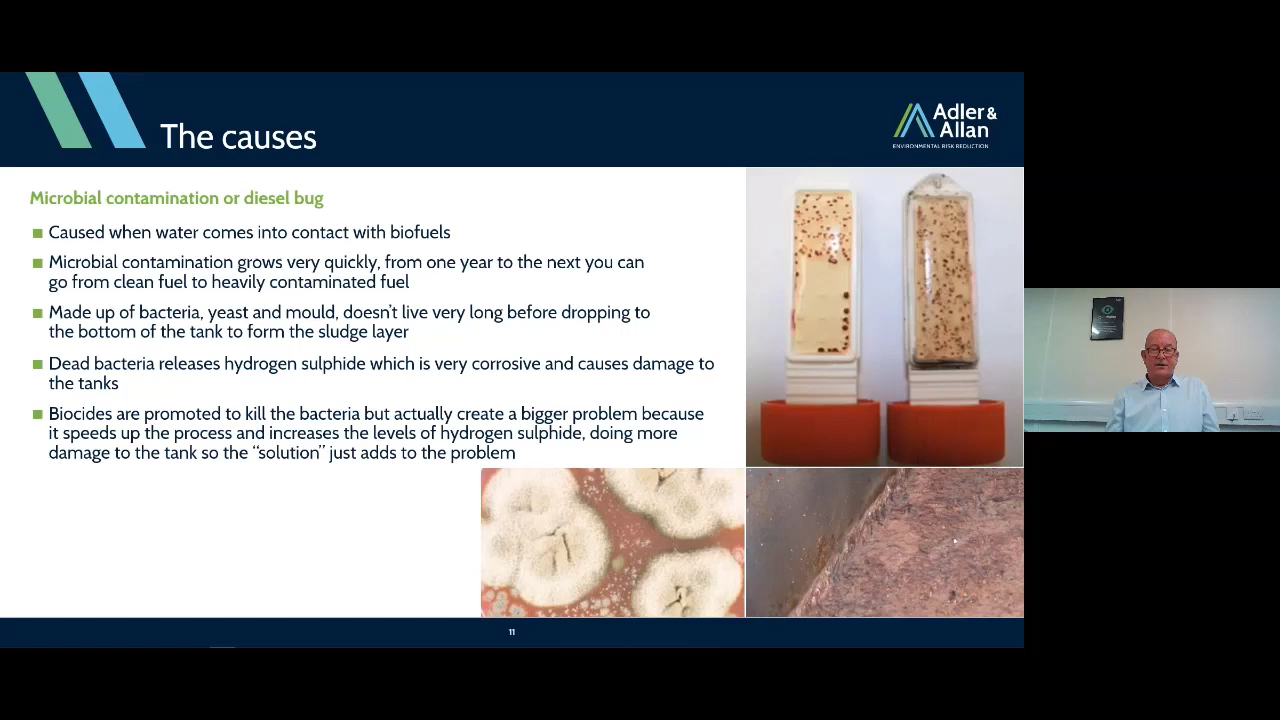 The causes
Adler &
Allan
ENVIRONMENTAL RISK REDUCTION
Microbial contamination or diesel bug
Caused when water comes into contact with biofuels
Microbial contamination grows very quickly, from one year to the next you can
go from clean fuel to heavily contaminated fuel
Made up of bacteria, yeast and mould, doesn't live very long before dropping to
the bottom of the tank to form the sludge layer
Dead bacteria releases hydrogen sulphide which is very corrosive and causes damage to
the tanks
Biocides are promoted to kill the bacteria but actually create a bigger problem because
it speeds up the process and increases the levels of hydrogen sulphide, doing more
damage to the tank so the “solution” just adds to the problem
11